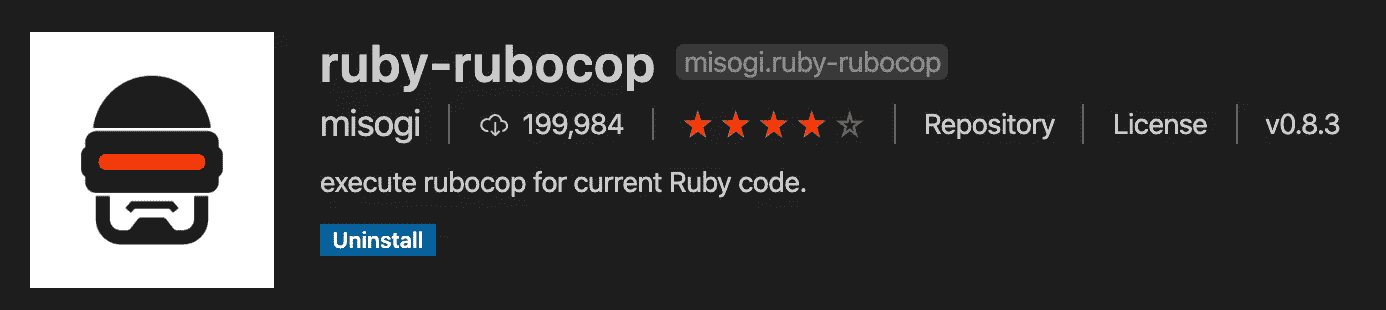 ruby-rubocop misogi.ruby-rubocop
misogi 199,984 Repository License v0.8.3
execute rubocop for current Ruby code.
Uninstall